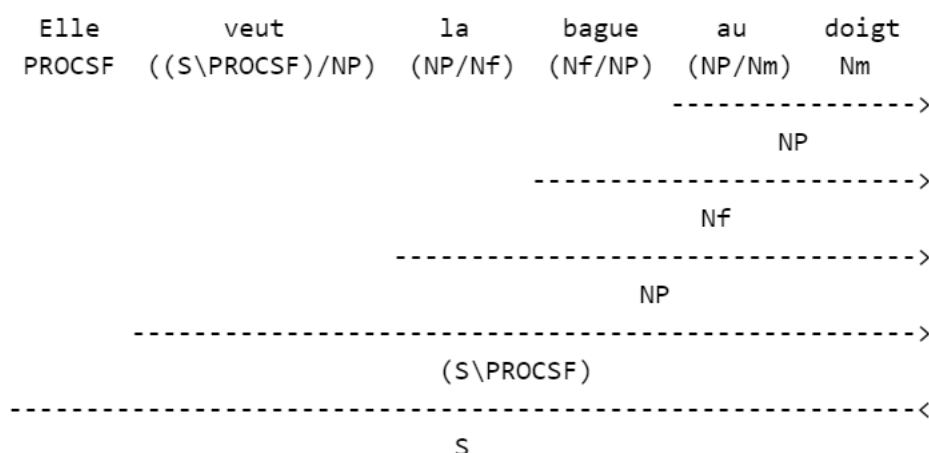 Elle veut la bague au doigt
PROCSF ((S\PROCSF)/NP) (NP/Nf) (Nf/NP) (NP/Nm) Nm
---------------->
NP
-------------------------->
Nf
------------------------------------>
NP
------------------------------------------------------>
(S\PROCSF)
---------------------------------------------------------------<
S